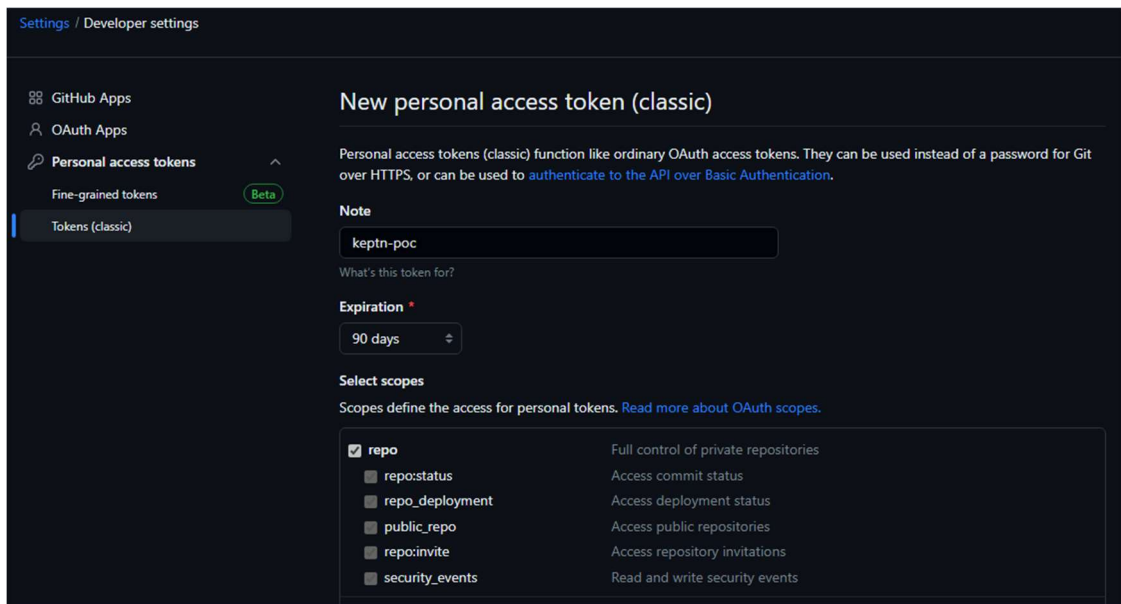 Settings / Developer settings
GitHub Apps
OAuth Apps
Personal access tokens
Fine-grained tokens Beta
Tokens (classic)
New personal access token (classic)
Personal access tokens (classic) function like ordinary OAuth access tokens. They can be used instead of a password for Git
over HTTPS, or can be used to authenticate to the API over Basic Authentication.
Note
keptn-poc
What's this token for?
Expiration *
90 days
Select scopes
Scopes define the access for personal tokens. Read more about OAuth scopes.
repo Full control of private repositories
repo:status Access commit status
repo_deployment Access deployment status
public_repo Access public repositories
repo:invite Access repository invitations
security_events Read and write security events